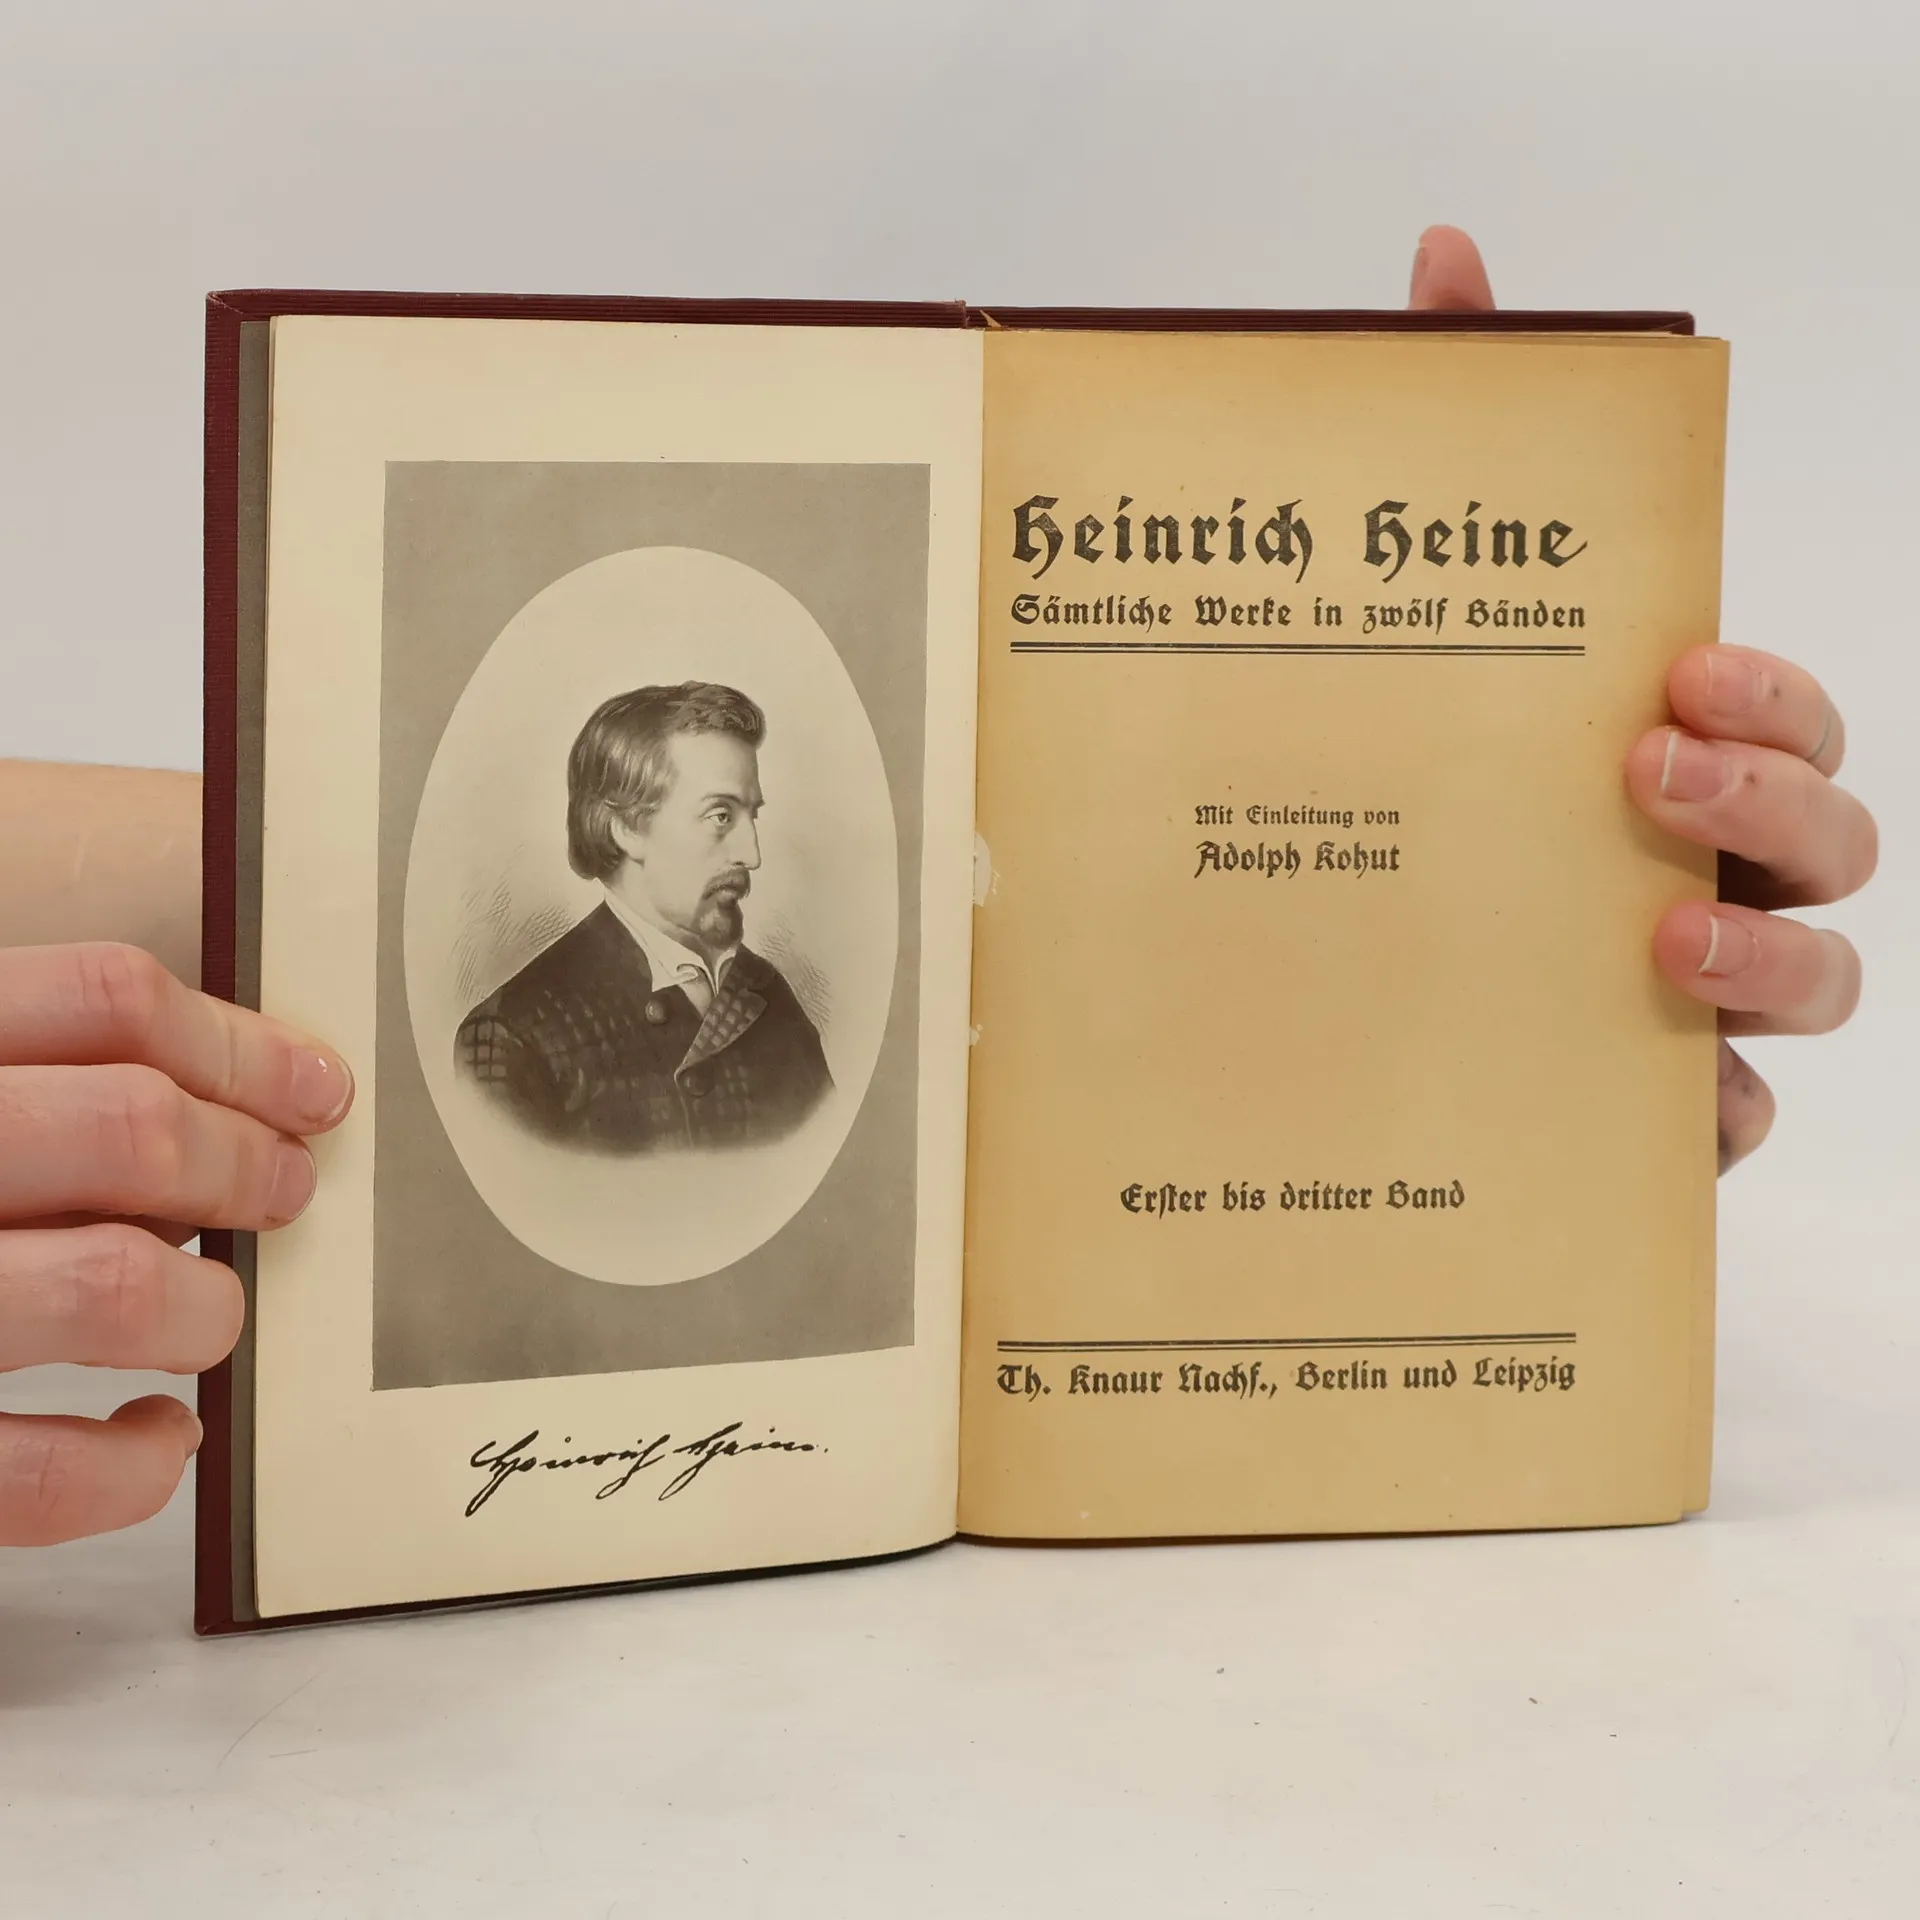 Heinrich Heine.
Heinrich Heine
Sämtliche Werke in zwölf Bänden
Mit Einleitung von
Adolph Kohut
Erster bis dritter Band
Th. Knaur Nachf., Berlin und Leipzig